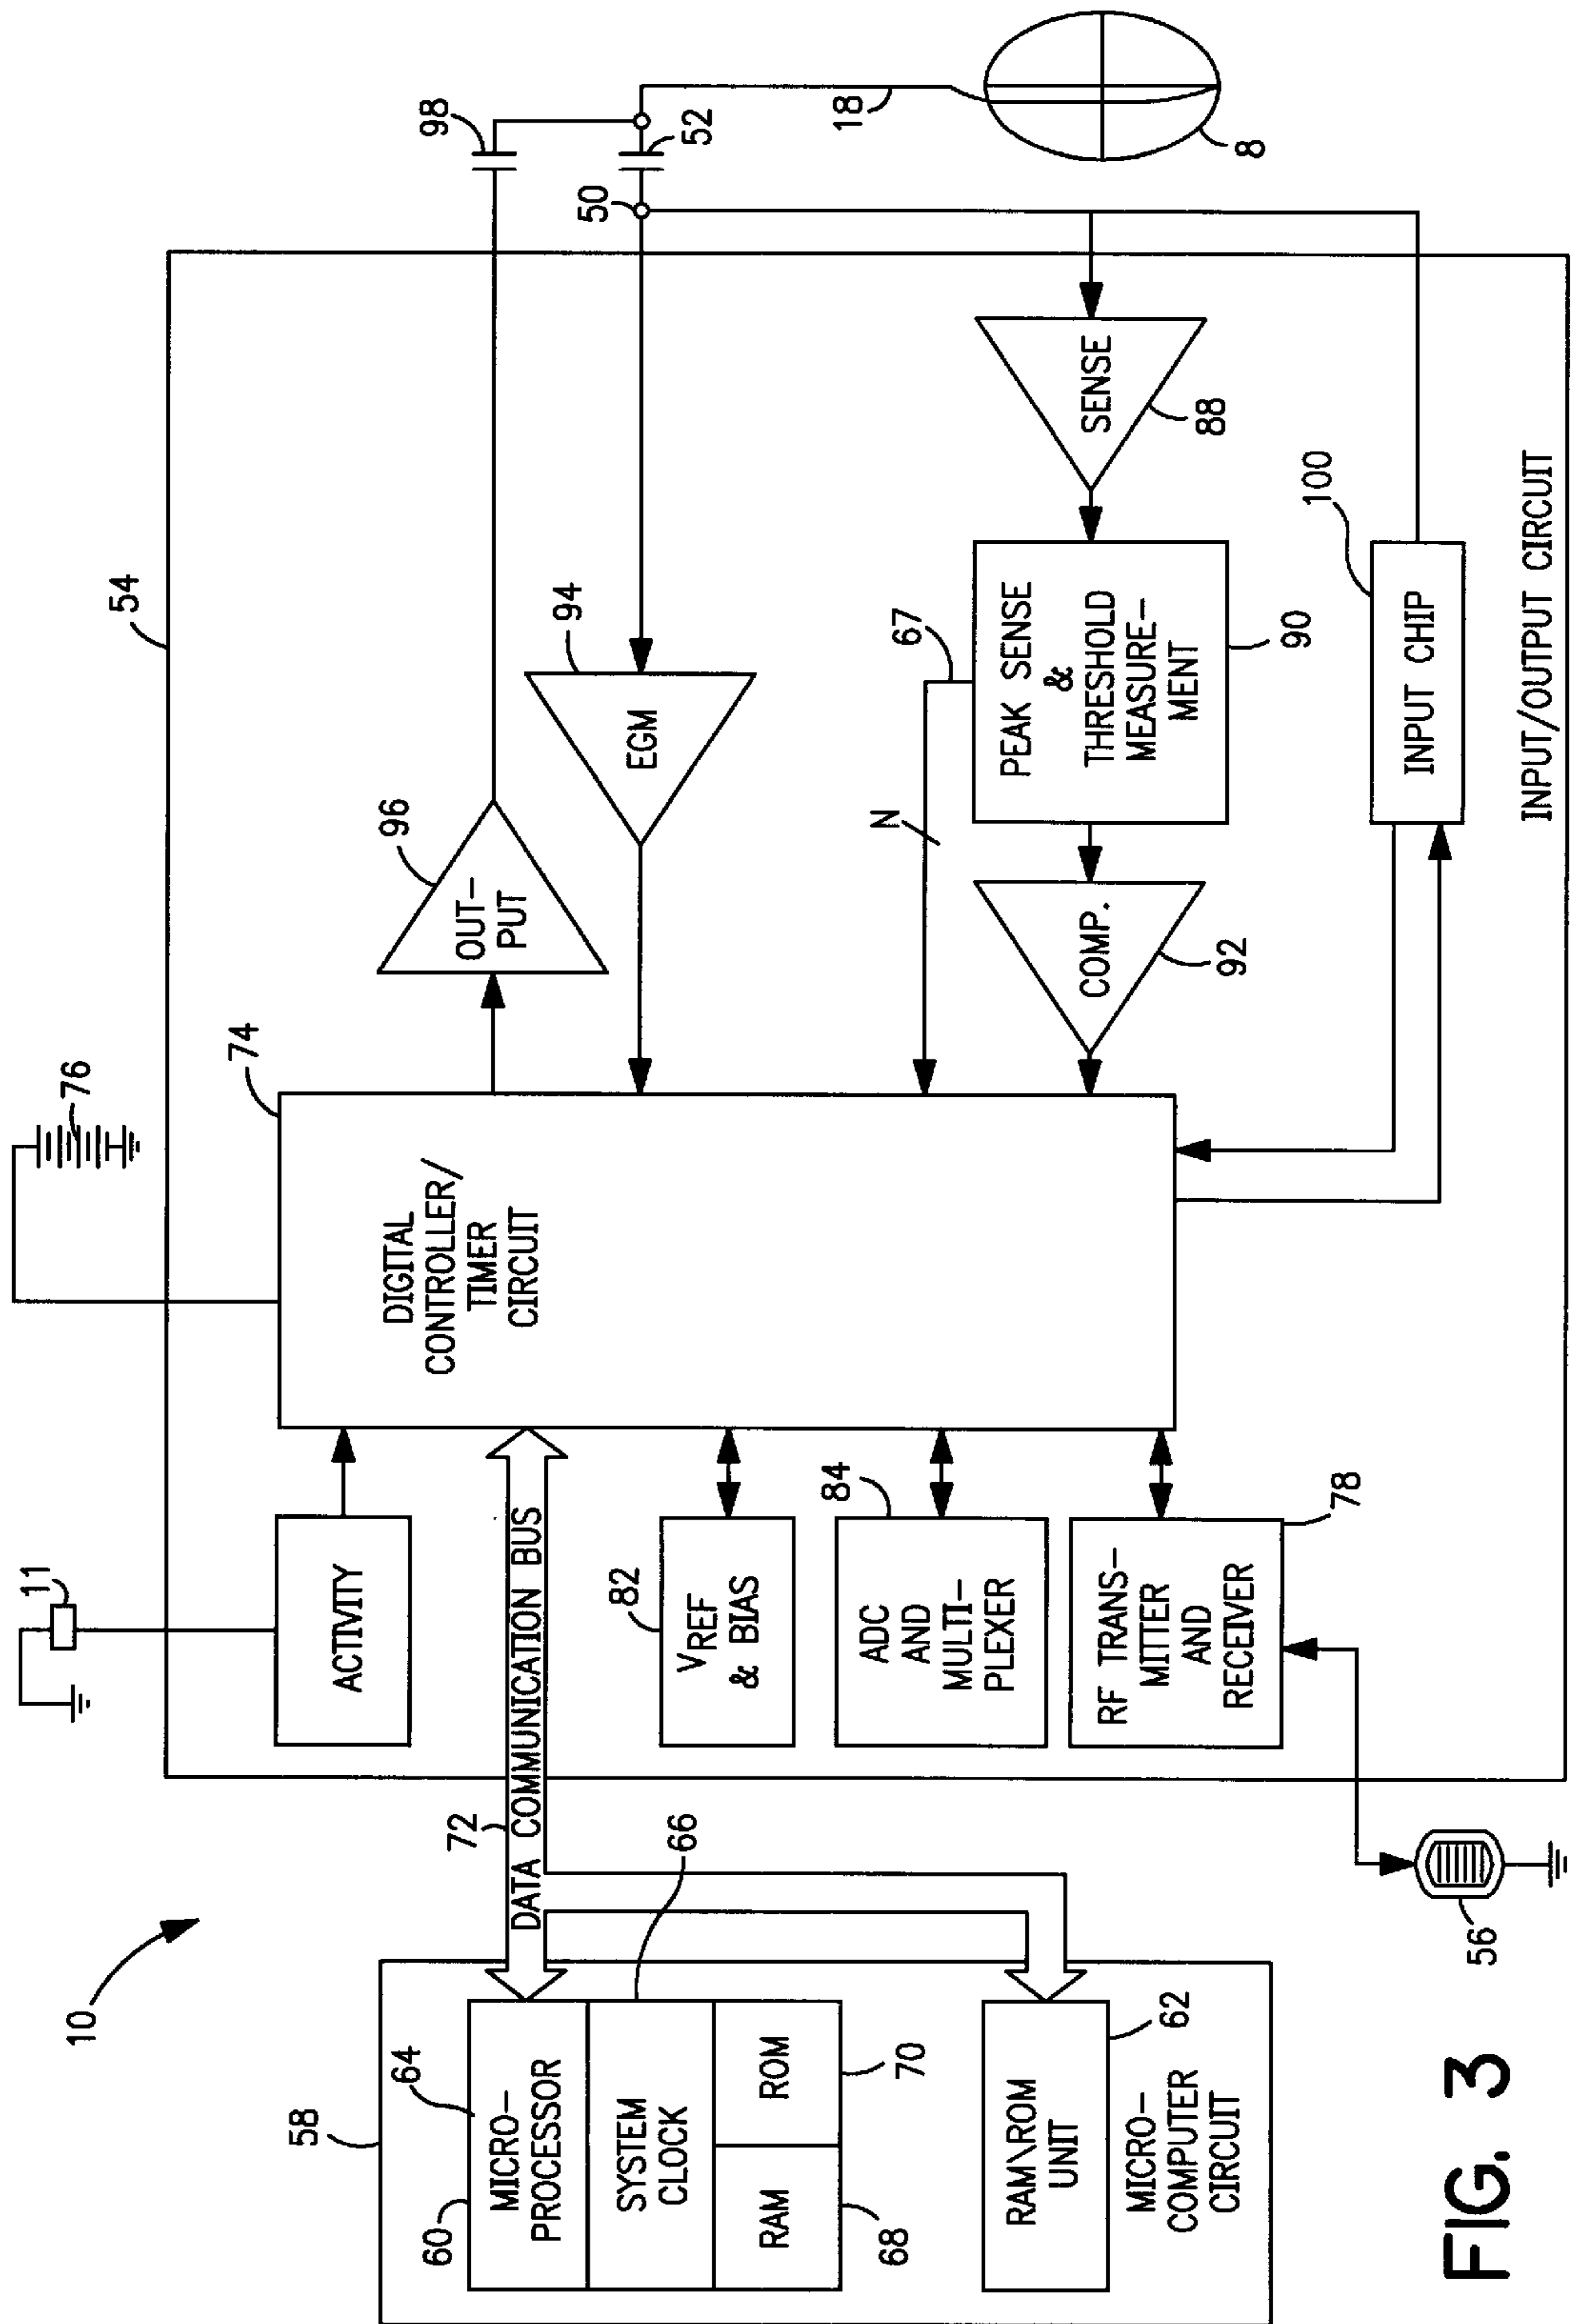 10
58
60
64
MICRO-
PROCESSOR
SYSTEM
CLOCK
66
RAM
ROM
68
70
RAM\ROM
UNIT
62
MICRO-
COMPUTER
CIRCUIT
72
DATA COMMUNICATION BUS
11
ACTIVITY
82
VREF
& BIAS
84
ADC
AND
MULTI-
PLEXER
RF TRANS-
MITTER
AND
RECEIVER
78
56
76
74
DIGITAL
CONTROLLER/
TIMER
CIRCUIT
54
96
OUT-
PUT
94
EGM
N
67
COMP.
92
PEAK SENSE
&
THRESHOLD
MEASURE-
MENT
90
SENSE
88
INPUT CHIP
100
INPUT/OUTPUT CIRCUIT
98
50
52
18
8
FIG. 3